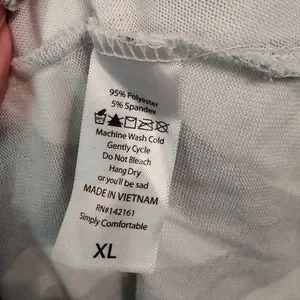 95% Polyester
5% Spandex
Machine Wash Cold
Gently Cycle
Do Not Bleach
Hang Dry
or you'll be sad
MADE IN VIETNAM
RN#142161
Simply Comfortable
XL